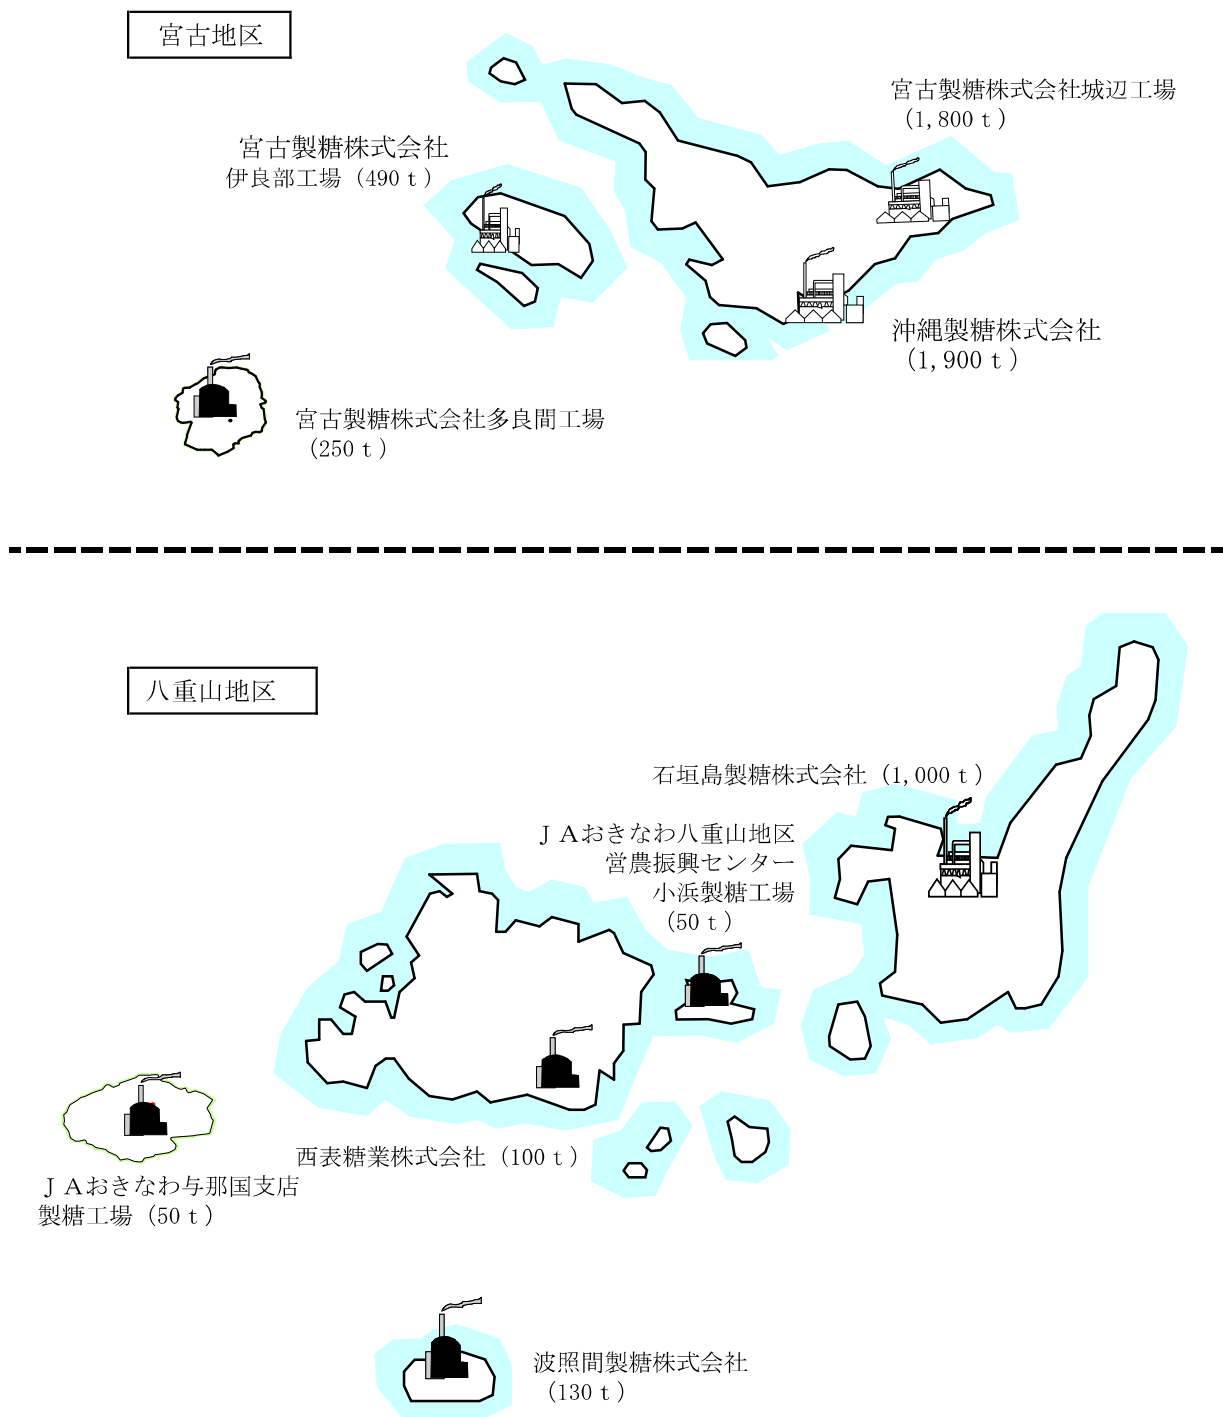 宮古地区
宮古製糖株式会社城辺工場
（1,800ｔ）
宮古製糖株式会社
伊良部工場（490ｔ）
沖縄製糖株式会社
（1,900ｔ）
宮古製糖株式会社多良間工場
（250ｔ）
八重山地区
石垣島製糖株式会社（1,000ｔ）
ＪＡおきなわ八重山地区
営農振興センター
小浜製糖工場
（50ｔ）
西表糖業株式会社（100ｔ）
ＪＡおきなわ与那国支店
製糖工場（50ｔ）
波照間製糖株式会社
（130ｔ）